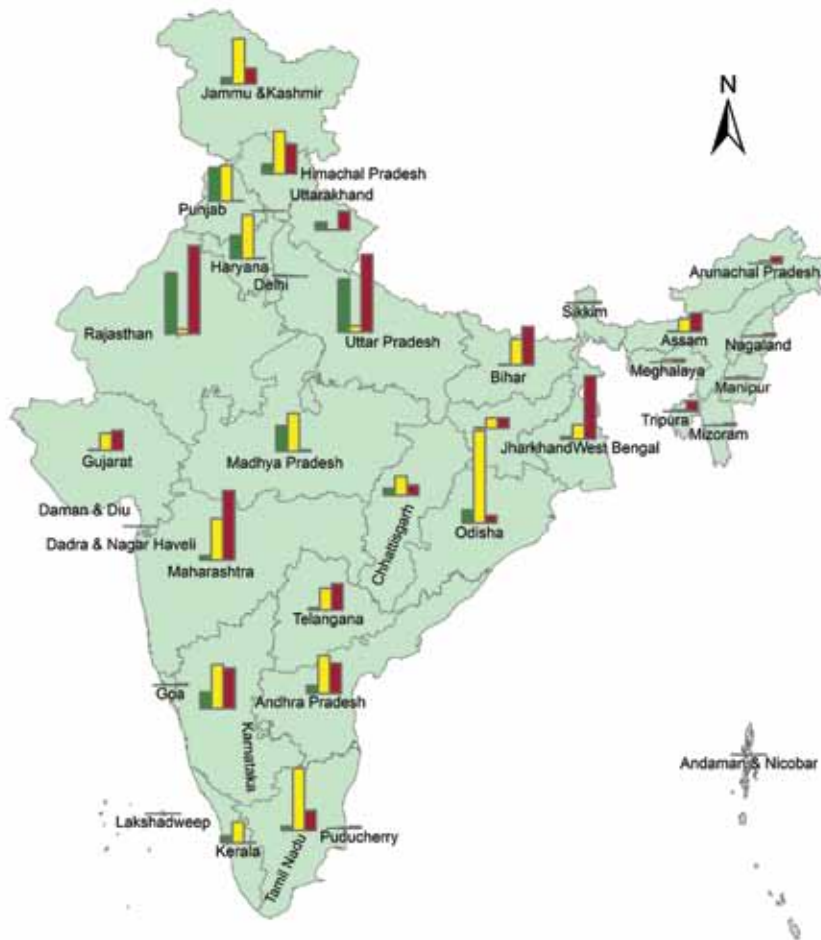 N
Jammu &Kashmir
Himachal Pradesh
Uttarakhand
Punjab
Haryana
Delhi
Arunachal Pradesh
Rajasthan
Uttar Pradesh
Sikkim
Assam
Nagaland
Bihar
Meghalaya
Manipur
Tripura
Mizoram
JharkhandWest Bengal
Gujarat
Madhya Pradesh
Odisha
Chhattisgarh
Daman & Diu
Dadra & Nagar Haveli
Maharashtra
Telangana
Goa
Andhra Pradesh
Karnataka
Andaman & Nicobar
Lakshadweep
Kerala
Tamil Nadu
Puducherry